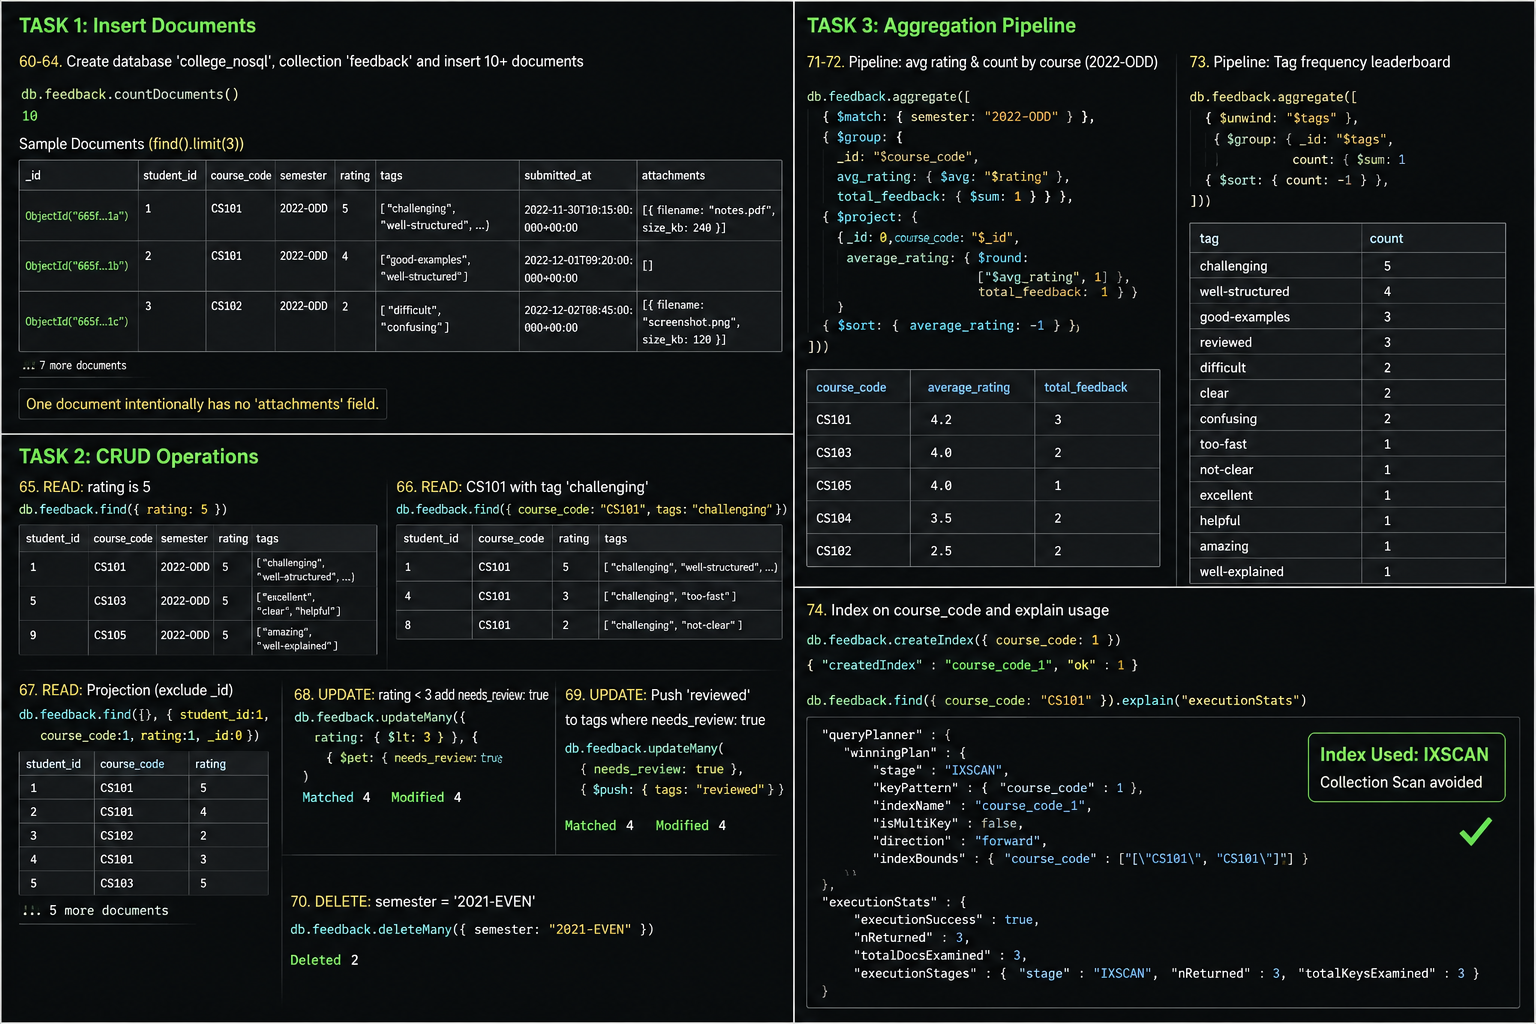 TASK 1: Insert Documents
60-64. Create database 'college_nosql', collection 'feedback' and insert 10+ documents
db.feedback.countDocuments()
10
Sample Documents (find().limit(3))
_id student_id course_code semester rating tags submitted_at attachments
ObjectId("665f...1a") 1 CS101 2022-ODD 5 ["challenging", "well-structured", ...) 2022-11-30T10:15:00: 000+00:00 [{ filename: "notes.pdf", size_kb: 240 }]
ObjectId("665f...1b") 2 CS101 2022-ODD 4 ["good-examples", "well-structured" ] 2022-12-01T09:20:00: 000+00:00 []
ObjectId("665f...1c") 3 CS102 2022-ODD 2 [ "difficult", "confusing" ] 2022-12-02T08:45:00: 000+00:00 [{ filename: "screenshot.png", size_kb: 120 }]
... 7 more documents
One document intentionally has no 'attachments' field.
TASK 2: CRUD Operations
65. READ: rating is 5
db.feedback.find({ rating: 5 })
student_id course_code semester rating tags
1 CS101 2022-ODD 5 ["challenging", "well-structured", ...)
5 CS103 2022-ODD 5 ["excellent", "clear", "helpful" ]
9 CS105 2022-ODD 5 ["amazing", "well-explained" ]
66. READ: CS101 with tag 'challenging'
db.feedback.find({ course_code: "CS101", tags: "challenging" })
student_id course_code rating tags
1 CS101 5 [ "challenging", "well-structured", ...)
4 CS101 3 [ "challenging", "too-fast" ]
8 CS101 2 [ "challenging", "not-clear" ]
67. READ: Projection (exclude _id)
db.feedback.find({}, { student_id:1,
course_code:1, rating:1, _id:0 })
student_id course_code rating
1 CS101 5
2 CS101 4
3 CS102 2
4 CS101 3
5 CS103 5
... 5 more documents
68. UPDATE: rating < 3 add needs_review: true
db.feedback.updateMany({
rating: { $lt: 3 } }, {
{ $pet: { needs_review: true
)
Matched 4 Modified 4
69. UPDATE: Push 'reviewed'
to tags where needs_review: true
db.feedback.updateMany(
{ needs_review: true },
{ $push: { tags: "reviewed" } }
Matched 4 Modified 4
70. DELETE: semester = '2021-EVEN'
db.feedback.deleteMany({ semester: "2021-EVEN" })
Deleted 2
TASK 3: Aggregation Pipeline
71-72. Pipeline: avg rating & count by course (2022-ODD)
db.feedback.aggregate([
{ $match: { semester: "2022-ODD" } },
{ $group: {
_id: "$course_code",
avg_rating: { $avg: "$rating" },
total_feedback: { $sum: 1 } } },
{ $project: {
{_id: 0,course_code: "$_id",
average_rating: { $round:
["$avg_rating", 1] },
total_feedback: 1 } }
}
{ $sort: { average_rating: -1 } },
]))
course_code average_rating total_feedback
CS101 4.2 3
CS103 4.0 2
CS105 4.0 1
CS104 3.5 2
CS102 2.5 2
73. Pipeline: Tag frequency leaderboard
db.feedback.aggregate([
{ $unwind: "$tags" },
{ $group: { _id: "$tags",
count: { $sum: 1
{ $sort: { count: -1 } },
]))
tag count
challenging 5
well-structured 4
good-examples 3
reviewed 3
difficult 2
clear 2
confusing 2
too-fast 1
not-clear 1
excellent 1
helpful 1
amazing 1
well-explained 1
74. Index on course_code and explain usage
db.feedback.createIndex({ course_code: 1 })
{ "createdIndex" : "course_code_1", "ok" : 1 }
db.feedback.find({ course_code: "CS101" }).explain("executionStats")
"queryPlanner" : {
"winningPlan" : {
"stage" : "IXSCAN",
"keyPattern" : { "course_code" : 1 },
"indexName" : "course_code_1",
"isMultiKey" : false,
"direction" : "forward",
"indexBounds" : { "course_code" : ["[\"CS101\", "CS101\"]"] }
},
"executionStats" : {
"executionSuccess" : true,
"nReturned" : 3,
"totalDocsExamined" : 3,
"executionStages" : { "stage" : "IXSCAN", "nReturned" : 3, "totalKeysExamined" : 3 }
}
Index Used: IXSCAN
Collection Scan avoided